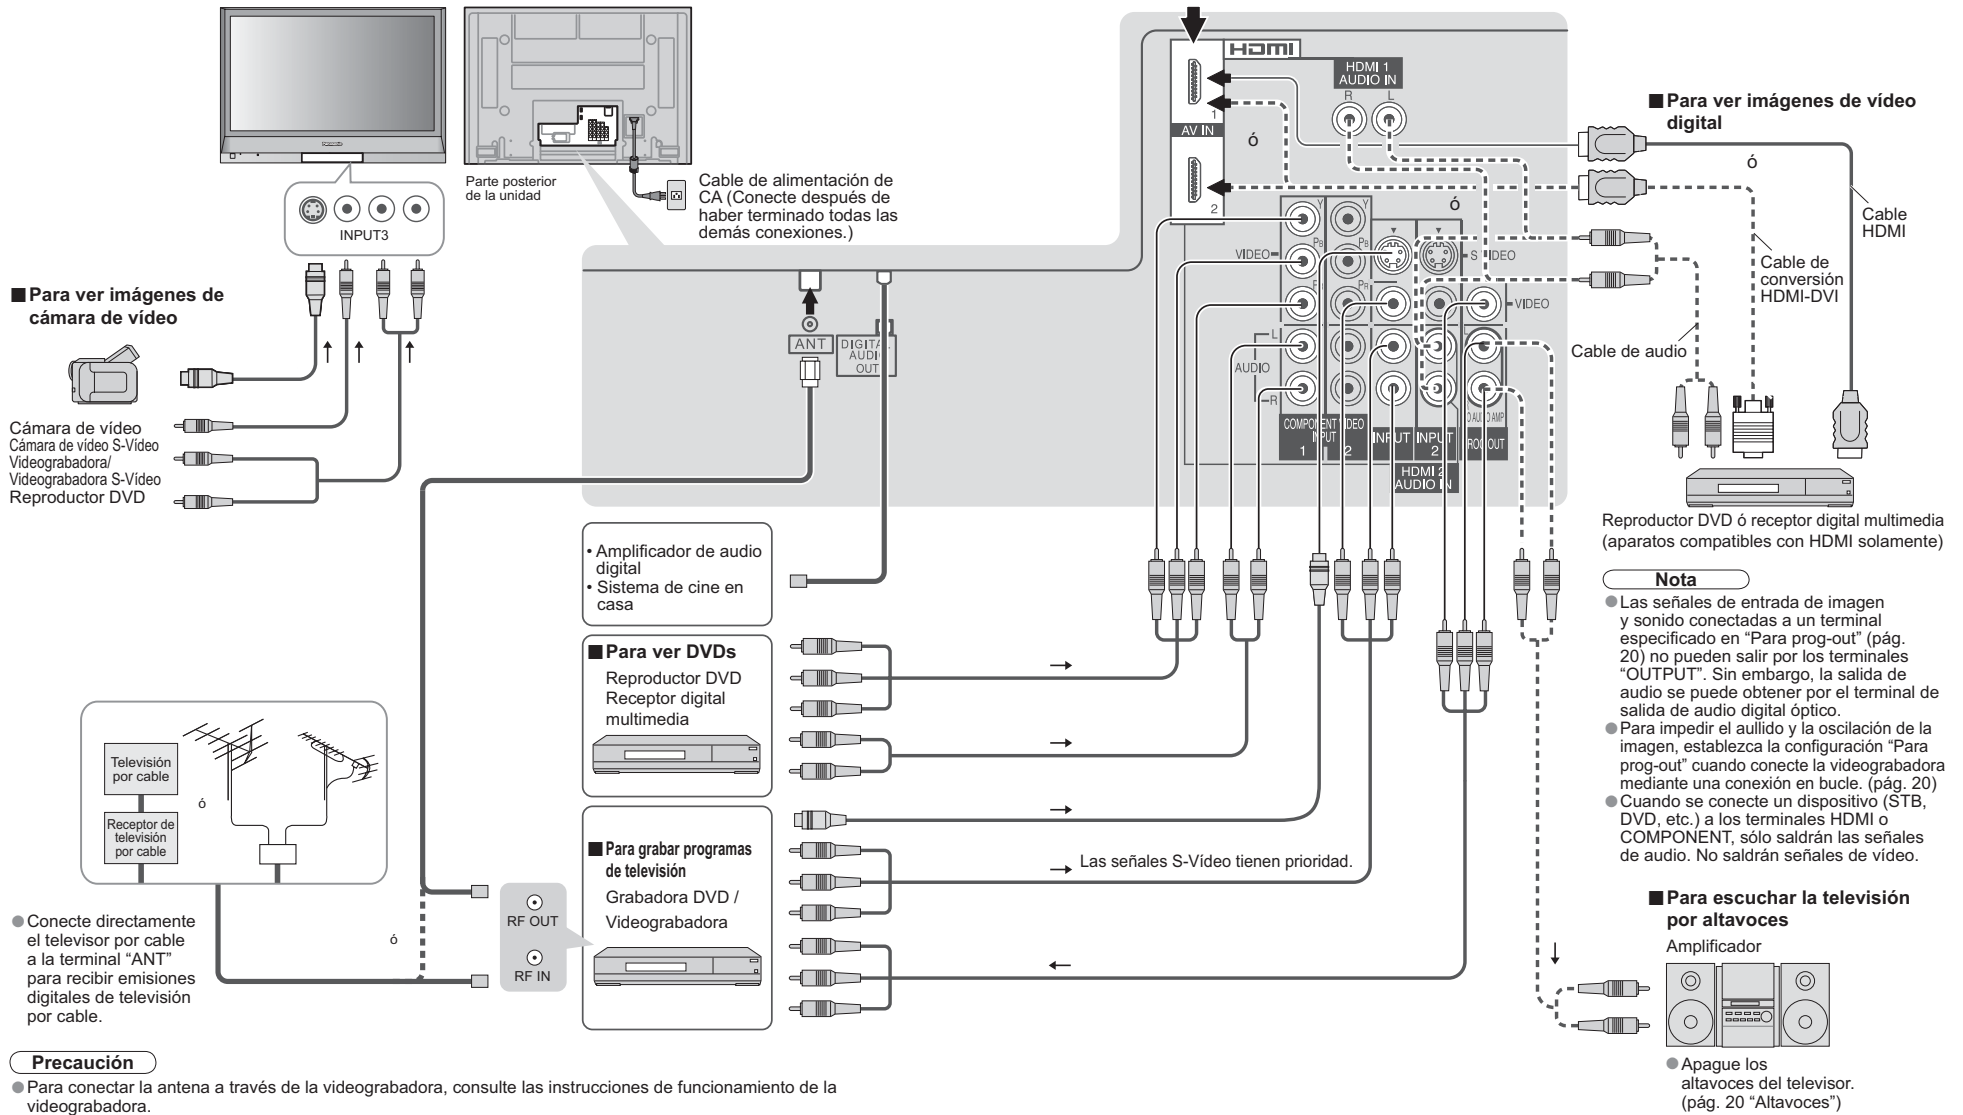 Panasonic
INPUT3
Parte posterior
de la unidad
Cable de alimentación de
CA (Conecte después de
haber terminado todas las
demás conexiones.)
■Para ver imágenes de
cámara de vídeo
Cámara de vídeo
Cámara de vídeo S-Vídeo
Videograbadora/
Videograbadora S-Vídeo
Reproductor DVD
HDMI
HDMI 1
AUDIO IN
R L
1
AV IN
ó
2
ó
Y
Y
PB
PB
PR
PR
VIDEO
S VIDEO
VIDEO
L
L
AUDIO
R
COMPONENT VIDEO
INPUT
1 2
INPUT
INPUT
2
HDMI 2
AUDIO IN
TO AUDIO AMP
PROG OUT
ANT
DIGITAL
AUDIO
OUT
■Para ver imágenes de vídeo
digital
ó
Cable
HDMI
Cable de
conversión
HDMI-DVI
Cable de audio
Reproductor DVD ó receptor digital multimedia
(aparatos compatibles con HDMI solamente)
Nota
●Las señales de entrada de imagen
y sonido conectadas a un terminal
especificado en “Para prog-out” (pág.
20) no pueden salir por los terminales
“OUTPUT”. Sin embargo, la salida de
audio se puede obtener por el terminal de
salida de audio digital óptico.
●Para impedir el aullido y la oscilación de la
imagen, establezca la configuración “Para
prog-out” cuando conecte la videograbadora
mediante una conexión en bucle. (pág. 20)
●Cuando se conecte un dispositivo (STB,
DVD, etc.) a los terminales HDMI o
COMPONENT, sólo saldrán las señales
de audio. No saldrán señales de vídeo.
• Amplificador de audio
digital
• Sistema de cine en
casa
■Para ver DVDs
Reproductor DVD
Receptor digital
multimedia
■Para grabar programas
de televisión
Grabadora DVD /
Videograbadora
Las señales S-Vídeo tienen prioridad.
RF OUT
RF IN
Televisión
por cable
ó
Receptor de
televisión
por cable
ó
●Conecte directamente
el televisor por cable
a la terminal “ANT”
para recibir emisiones
digitales de televisión
por cable.
■Para escuchar la televisión
por altavoces
Amplificador
●Apague los
altavoces del televisor.
(pág. 20 “Altavoces”)
Precaución
●Para conectar la antena a través de la videograbadora, consulte las instrucciones de funcionamiento de la
videograbadora.